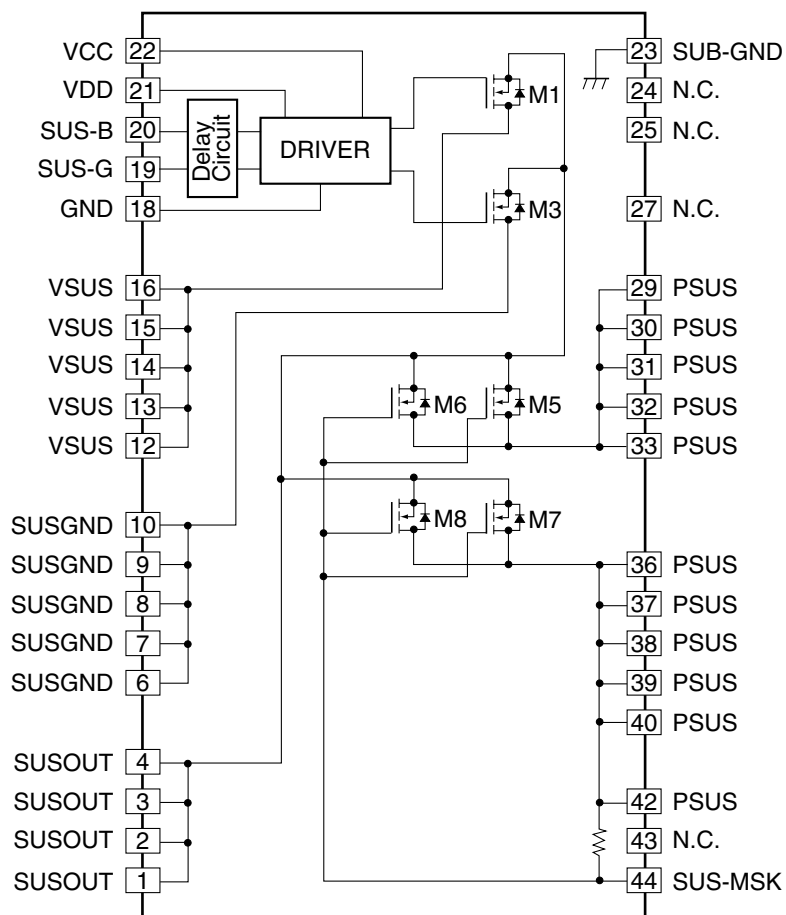 VCC 22
VDD 21
SUS-B 20
SUS-G 19
GND 18
VSUS 16
VSUS 15
VSUS 14
VSUS 13
VSUS 12
SUSGND 10
SUSGND 9
SUSGND 8
SUSGND 7
SUSGND 6
SUSOUT 4
SUSOUT 3
SUSOUT 2
SUSOUT 1
Delay
Circuit
DRIVER
M1
M3
M6
M5
M8
M7
23 SUB-GND
24 N.C.
25 N.C.
27 N.C.
29 PSUS
30 PSUS
31 PSUS
32 PSUS
33 PSUS
36 PSUS
37 PSUS
38 PSUS
39 PSUS
40 PSUS
42 PSUS
43 N.C.
44 SUS-MSK